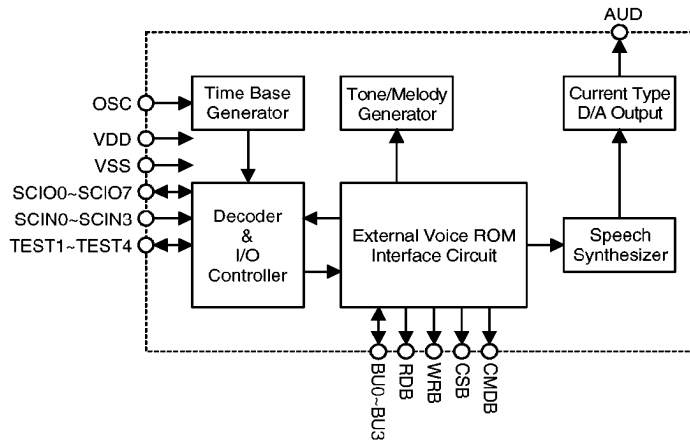 AUD
OSC
Time Base
Generator
Tone/Melody
Generator
Current Type
D/A Output
VDD
VSS
SCIO0~SCIO7
SCIN0~SCIN3
TEST1~TEST4
Decoder
&
I/O
Controller
External Voice ROM
Interface Circuit
Speech
Synthesizer
BU0~BU3
RDB
WRB
CSB
CMDB